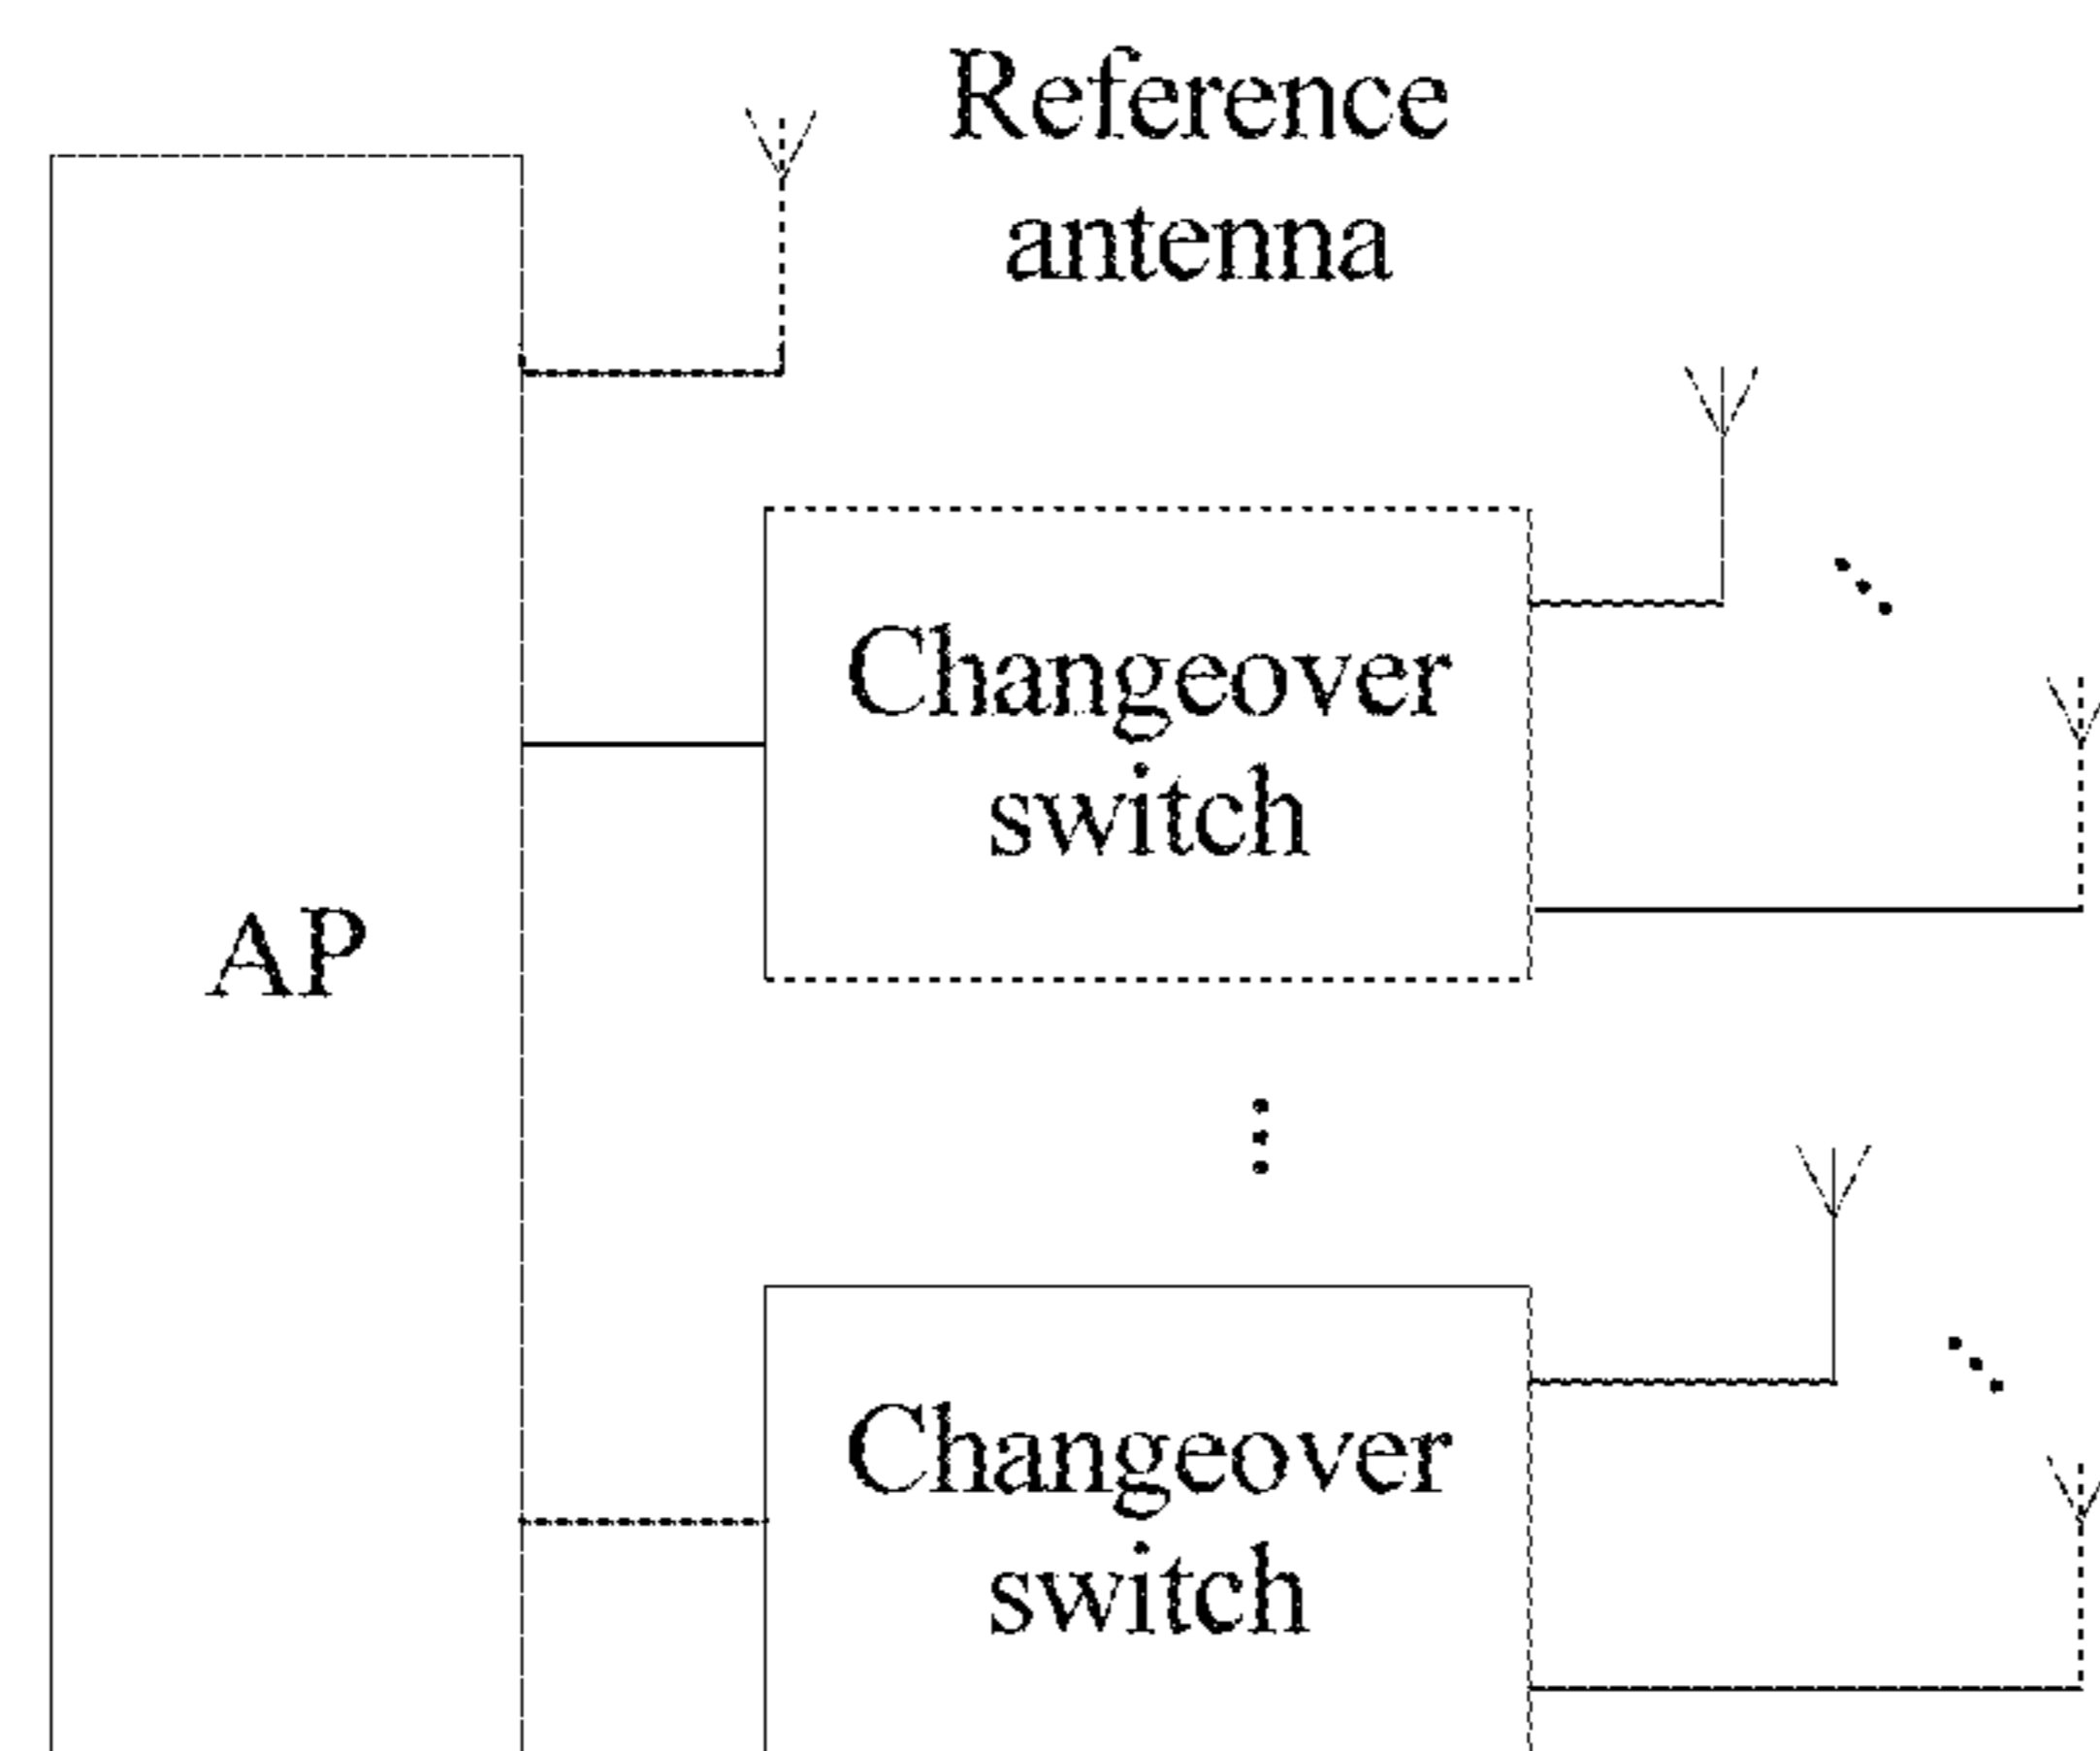 Reference
antenna
Changeover
switch
AP
Changeover
switch